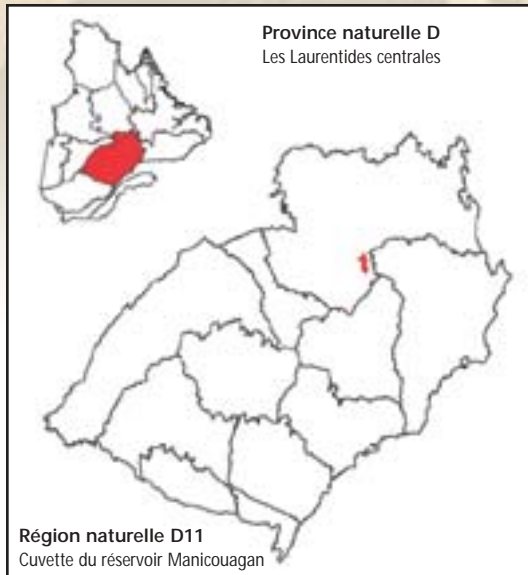 Province naturelle D
Les Laurentides centrales
Région naturelle D11
Cuvette du réservoir Manicouagan